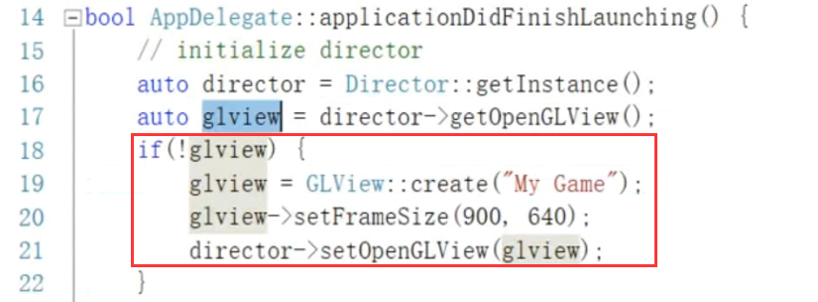 14 bool AppDelegate::applicationDidFinishLaunching() {
15 // initialize director
16 auto director = Director::getInstance();
17 auto glview = director->getOpenGLView();
18 if(!glview) {
19 glview = GLView::create("My Game");
20 glview->setFrameSize(900, 640);
21 director->setOpenGLView(glview);
22 }